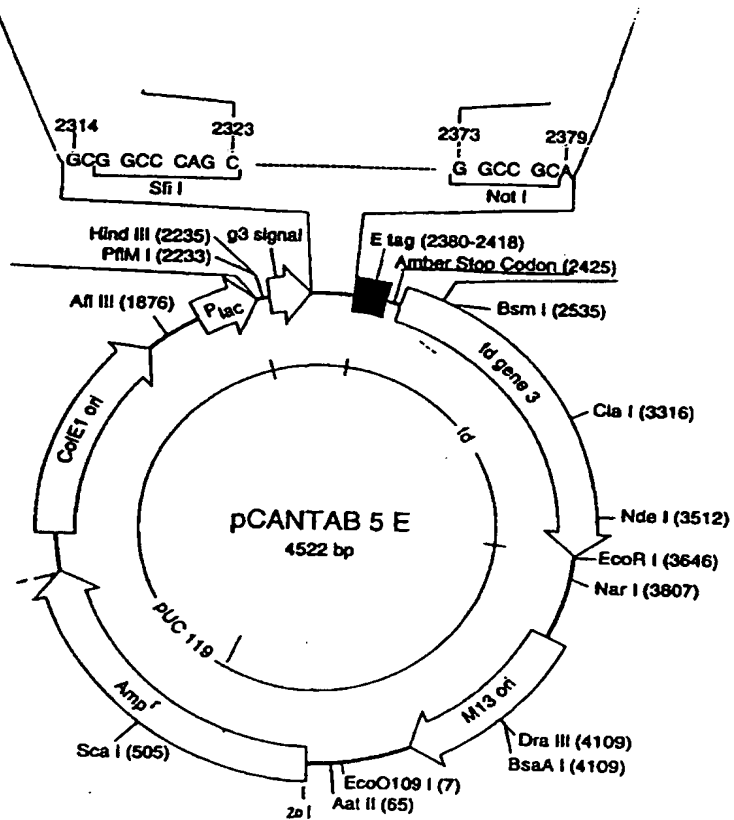 2314
2323
2373
2379
GCG GCC CAG C
G GCC GCA
Sfi I
Not I
Hind III (2235)
g3 signal
E tag (2380-2418)
PflM I (2233)
Amber Stop Codon (2425)
Afl III (1876)
Plac
Bsm I (2535)
fd gene 3
ColE1 ori
Cla I (3316)
fd
pCANTAB 5 E
4522 bp
Nde I (3512)
EcoR I (3646)
Nar I (3807)
pUC 119
Amp r
M13 ori
Sca I (505)
Dra III (4109)
BsaA I (4109)
EcoO109 I (7)
Aat II (65)
201